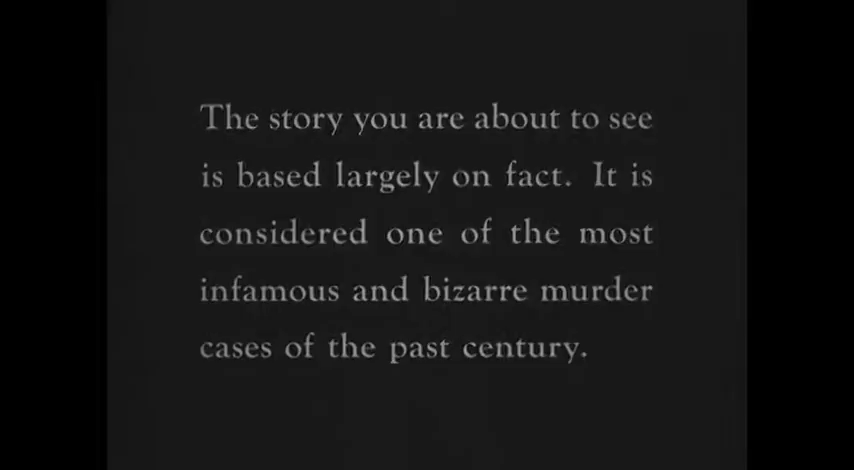 The story you are about to see
is based largely on fact. It is
considered one of the most
infamous and bizarre murder
cases of the past century.